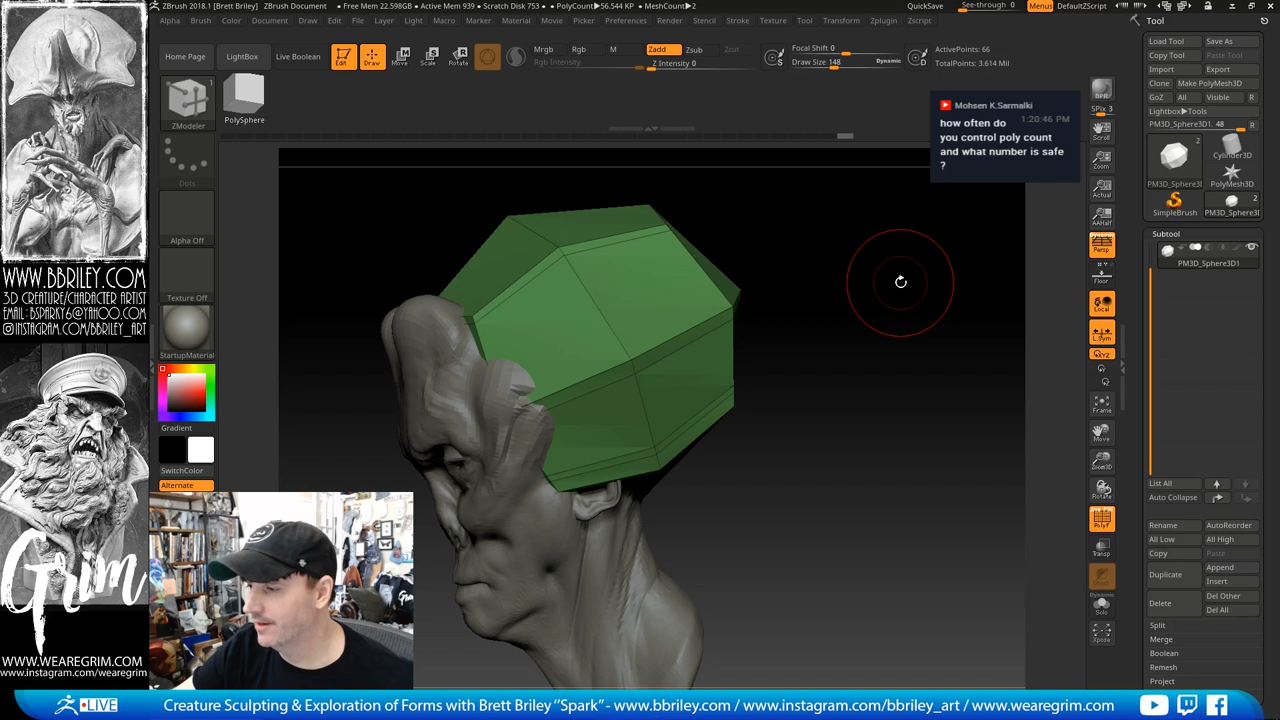 ZBrush 2018.1 [Brett Briley] ZBrush Document • Free Mem 22.598GB • Active Mem 939 • Scratch Disk 753 • PolyCount▶56.544 KP • MeshCount▶2
QuickSave See-through 0 Menus DefaultZScript
Alpha Brush Color Document Draw Edit File Layer Light Macro Marker Material Movie Picker Preferences Render Stencil Stroke Texture Tool Transform Zplugin Zscript
Home Page LightBox Live Boolean
Edit Draw Move Scale Rotate
Mrgb Rgb M Zadd Zsub Zcut
Rgb Intensity Z Intensity 0
Focal Shift 0
Draw Size 148 Dynamic
ActivePoints: 66
TotalPoints: 3.614 Mil
1
ZModeler
PolySphere
Dots
Alpha Off
Texture Off
StartupMaterial
Gradient
SwitchColor
Alternate
Mohsen K.Sarmalki
1:20:46 PM
how often do
you control poly count
and what number is safe
?
BPR
SPix 3
Scroll
Zoom
Actual
AAHalf
Dynamic
Persp
Floor
Local
L.Sym
XYZ
Frame
Move
Zoom3D
Rotate
PolyF
Transp
Dynamic
Solo
Xpose
Tool
Load Tool Save As
Copy Tool Paste Tool
Import Export
Clone Make PolyMesh3D
GoZ All Visible R
Lightbox▶Tools
PM3D_Sphere3D1. 48 R
2
Cylinder3D
PM3D_Sphere3D
PolyMesh3D
SimpleBrush
2
PM3D_Sphere3D
Subtool
PM3D_Sphere3D1
List All
Auto Collapse
Rename AutoReorder
All Low All High
Copy Paste
Duplicate Append
Insert
Delete Del Other
Del All
Split
Merge
Boolean
Remesh
Project
WWW.BBRILEY.COM
3D CREATURE/CHARACTER ARTIST
EMAIL: BSPARKY6@YAHOO.COM
INSTAGRAM.COM/BBRILEY_ART
Grim
WWW.WEAREGRIM.COM
www.instagram.com/wearegrim
LIVE
Creature Sculpting & Exploration of Forms with Brett Briley “Spark” - www.bbriley.com / www.instagram.com/bbriley_art / www.wearegrim.com